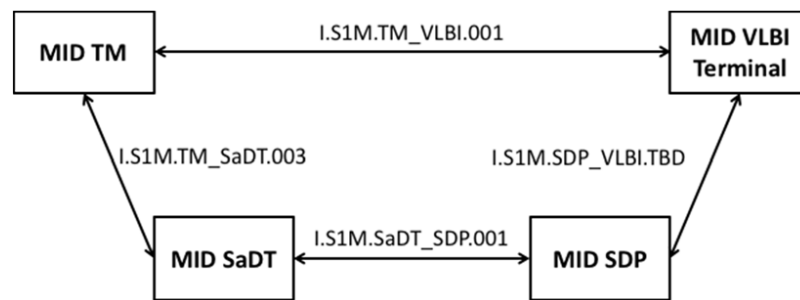 MID TM
I.S1M.TM_VLBI.001
MID VLBI
Terminal
I.S1M.TM_SaDT.003
I.S1M.SDP_VLBI.TBD
MID SaDT
I.S1M.SaDT_SDP.001
MID SDP